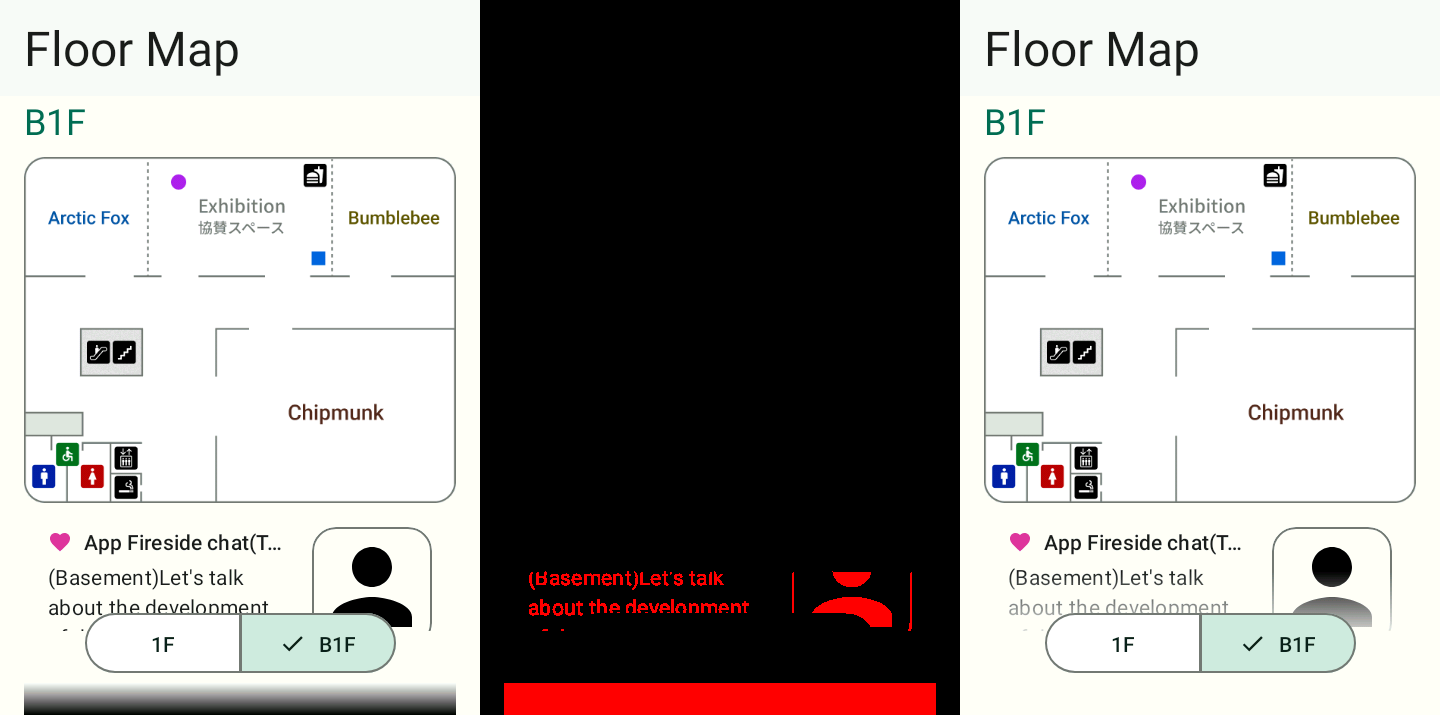 Floor Map
B1F
Arctic Fox
Exhibition
協賛スペース
Bumblebee
Chipmunk
App Fireside chat(T...
(Basement)Let's talk
about the development
1F
B1F
(Basement)Let's talk
about the development
Floor Map
B1F
Arctic Fox
Exhibition
協賛スペース
Bumblebee
Chipmunk
App Fireside chat(T...
(Basement)Let's talk
about the development
1F
B1F